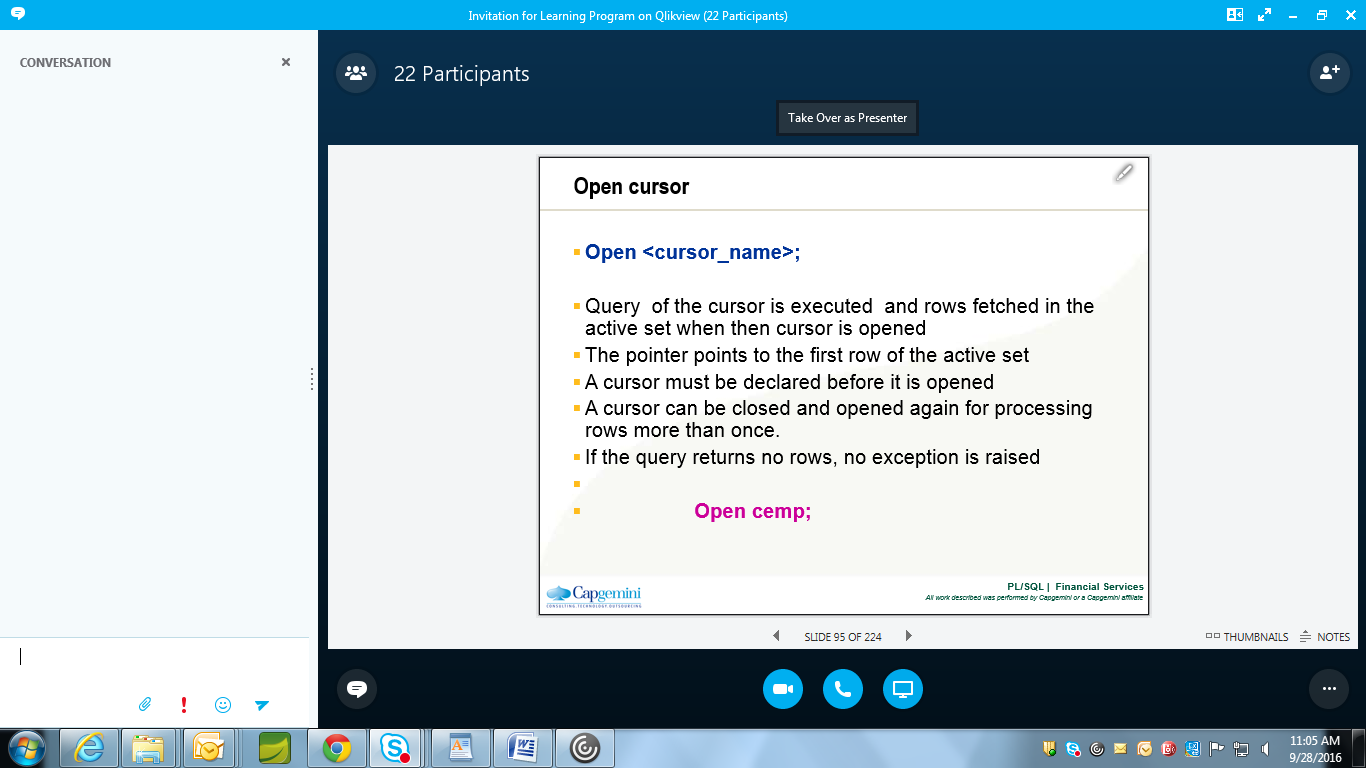 Invitation for Learning Program on Qlikview (22 Participants)
CONVERSATION
22 Participants
Take Over as Presenter
Open cursor
Open <cursor_name>;
Query  of the cursor is executed  and rows fetched in the
active set when then cursor is opened
The pointer points to the first row of the active set
A cursor must be declared before it is opened
A cursor can be closed and opened again for processing
rows more than once.
If the query returns no rows, no exception is raised
Open cemp;
Capgemini
CONSULTING.TECHNOLOGY.OUTSOURCING
PL/SQL | Financial Services
All work described was performed by Capgemini or a Capgemini affiliate
SLIDE 95 OF 224
THUMBNAILS
NOTES
11:05 AM
9/28/2016